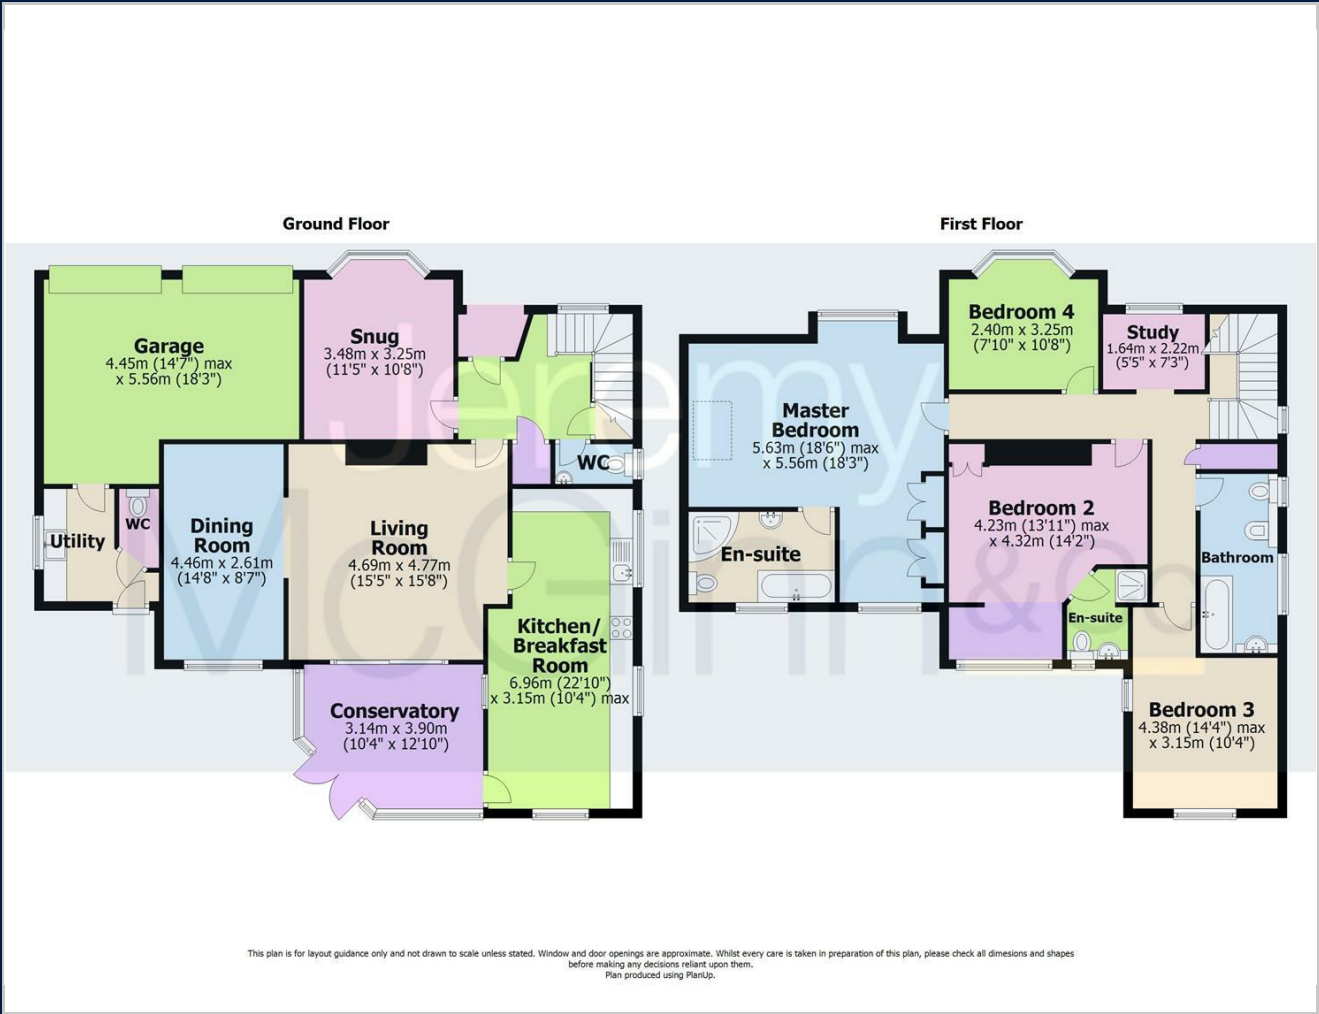 Ground Floor
First Floor
Garage
4.45m (14'7") max
x 5.56m (18'3")
Snug
3.48m x 3.25m
(11'5" x 10'8")
WC
Utility
WC
Dining
Room
4.46m x 2.61m
(14'8" x 8'7")
Living
Room
4.69m x 4.77m
(15'5" x 15'8")
Kitchen/
Breakfast
Room
6.96m (22'10")
x 3.15m (10'4") max
Conservatory
3.14m x 3.90m
(10'4" x 12'10")
Bedroom 4
2.40m x 3.25m
(7'10" x 10'8")
Study
1.64m x 2.22m
(5'5" x 7'3")
Master
Bedroom
5.63m (18'6") max
x 5.56m (18'3")
Bedroom 2
4.23m (13'11") max
x 4.32m (14'2")
En-suite
Bathroom
En-suite
Bedroom 3
4.38m (14'4") max
x 3.15m (10'4")
Jeremy
McGinn & Co
This plan is for layout guidance only and not drawn to scale unless stated. Window and door openings are approximate. Whilst every care is taken in preparation of this plan, please check all dimesions and shapes
before making any decisions reliant upon them.
Plan produced using PlanUp.